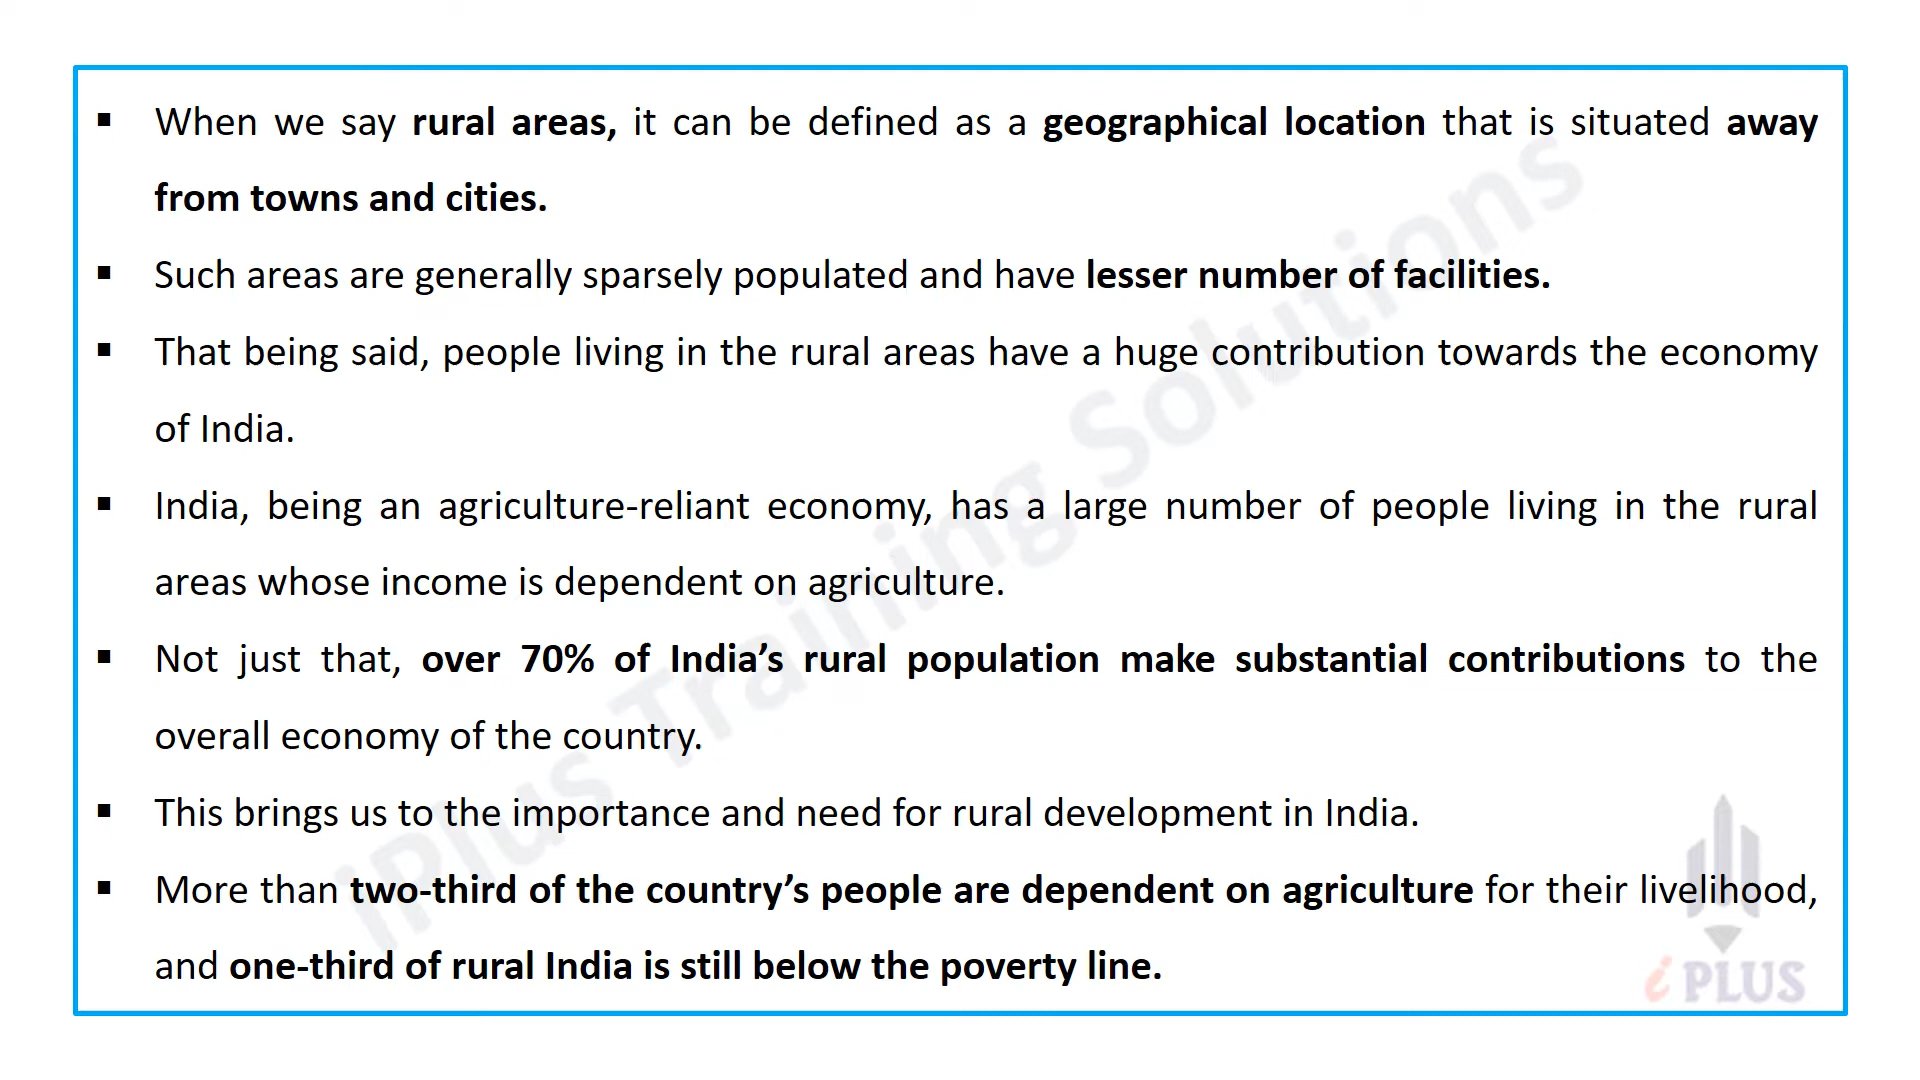 ▪ When we say rural areas, it can be defined as a geographical location that is situated away
from towns and cities.
▪ Such areas are generally sparsely populated and have lesser number of facilities.
▪ That being said, people living in the rural areas have a huge contribution towards the economy
of India.
▪ India, being an agriculture-reliant economy, has a large number of people living in the rural
areas whose income is dependent on agriculture.
▪ Not just that, over 70% of India’s rural population make substantial contributions to the
overall economy of the country.
▪ This brings us to the importance and need for rural development in India.
▪ More than two-third of the country’s people are dependent on agriculture for their livelihood,
and one-third of rural India is still below the poverty line.
iPlus Training Solutions
i PLUS